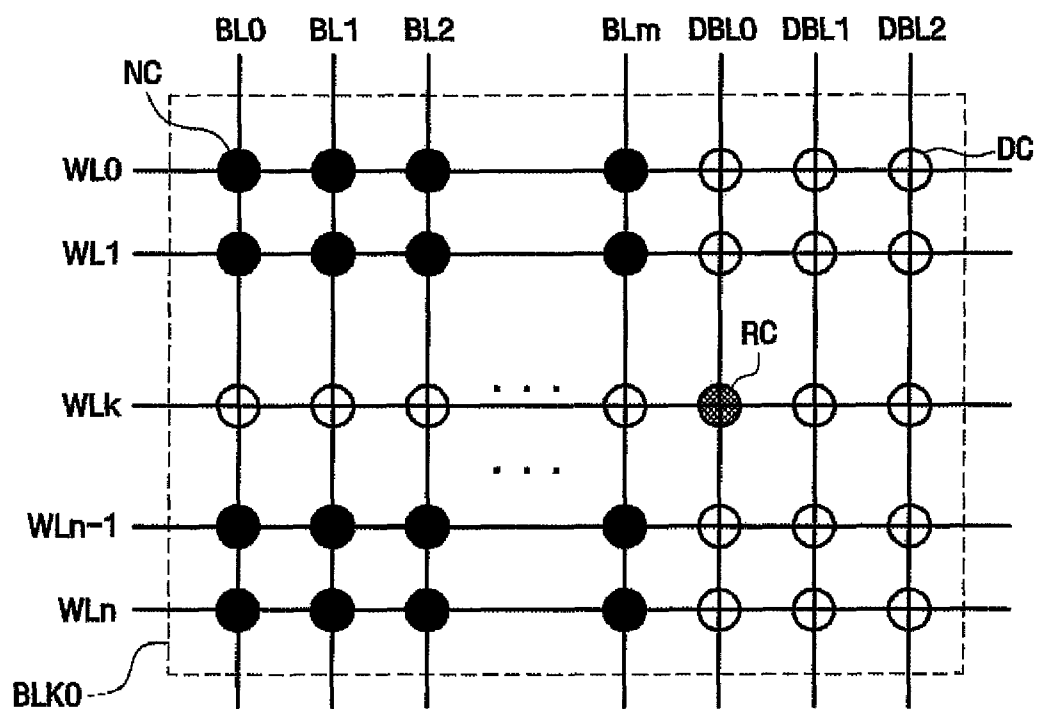 BL0 BL1 BL2 BLm DBL0 DBL1 DBL2
NC
DC
WL0
WL1
RC
WLk
. . .
. . .
WLn-1
WLn
BLK0